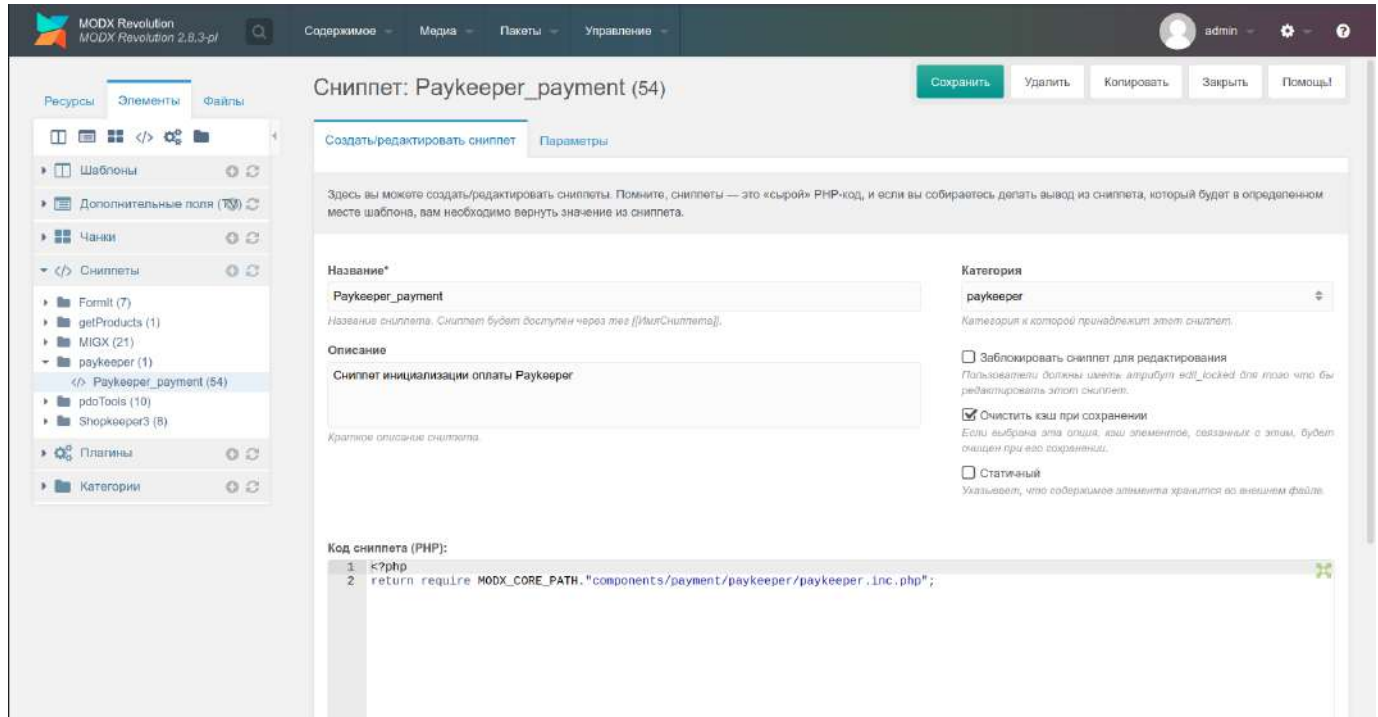 MODX Revolution
MODX Revolution 2.8.3-pl
Содержимое
Медиа
Пакеты
Управление
admin
Ресурсы
Элементы
Файлы
Сниппет: Paykeeper_payment (54)
Сохранить
Удалить
Копировать
Закрыть
Помощь!
Создать/редактировать сниппет
Параметры
Шаблоны
Дополнительные поля (TV)
Чанки
Сниппеты
FormIt (7)
getProducts (1)
MIGX (21)
paykeeper (1)
</> Paykeeper_payment (54)
pdoTools (10)
Shopkeeper3 (8)
Плагины
Категории
Здесь вы можете создать/редактировать сниппеты. Помните, сниппеты — это «сырой» PHP-код, и если вы собираетесь делать вывод из сниппета, который будет в определенном
месте шаблона, вам необходимо вернуть значение из сниппета.
Название*
Paykeeper_payment
Название сниппета. Сниппет будет доступен через тег [[ИмяСниппета]].
Описание
Сниппет инициализации оплаты Paykeeper
Краткое описание сниппета.
Категория
paykeeper
Категория к которой принадлежит этот сниппет.
Заблокировать сниппет для редактирования
Пользователи должны иметь атрибут edit_locked для того что бы
редактировать этот сниппет.
Очистить кэш при сохранении
Если выбрана эта опция, кэш элементов, связанных с этим, будет
очищен при его сохранении.
Статичный
Указывает, что содержимое элемента хранится во внешнем файле.
Код сниппета (PHP):
1 <?php
2 return require MODX_CORE_PATH."components/payment/paykeeper/paykeeper.inc.php";